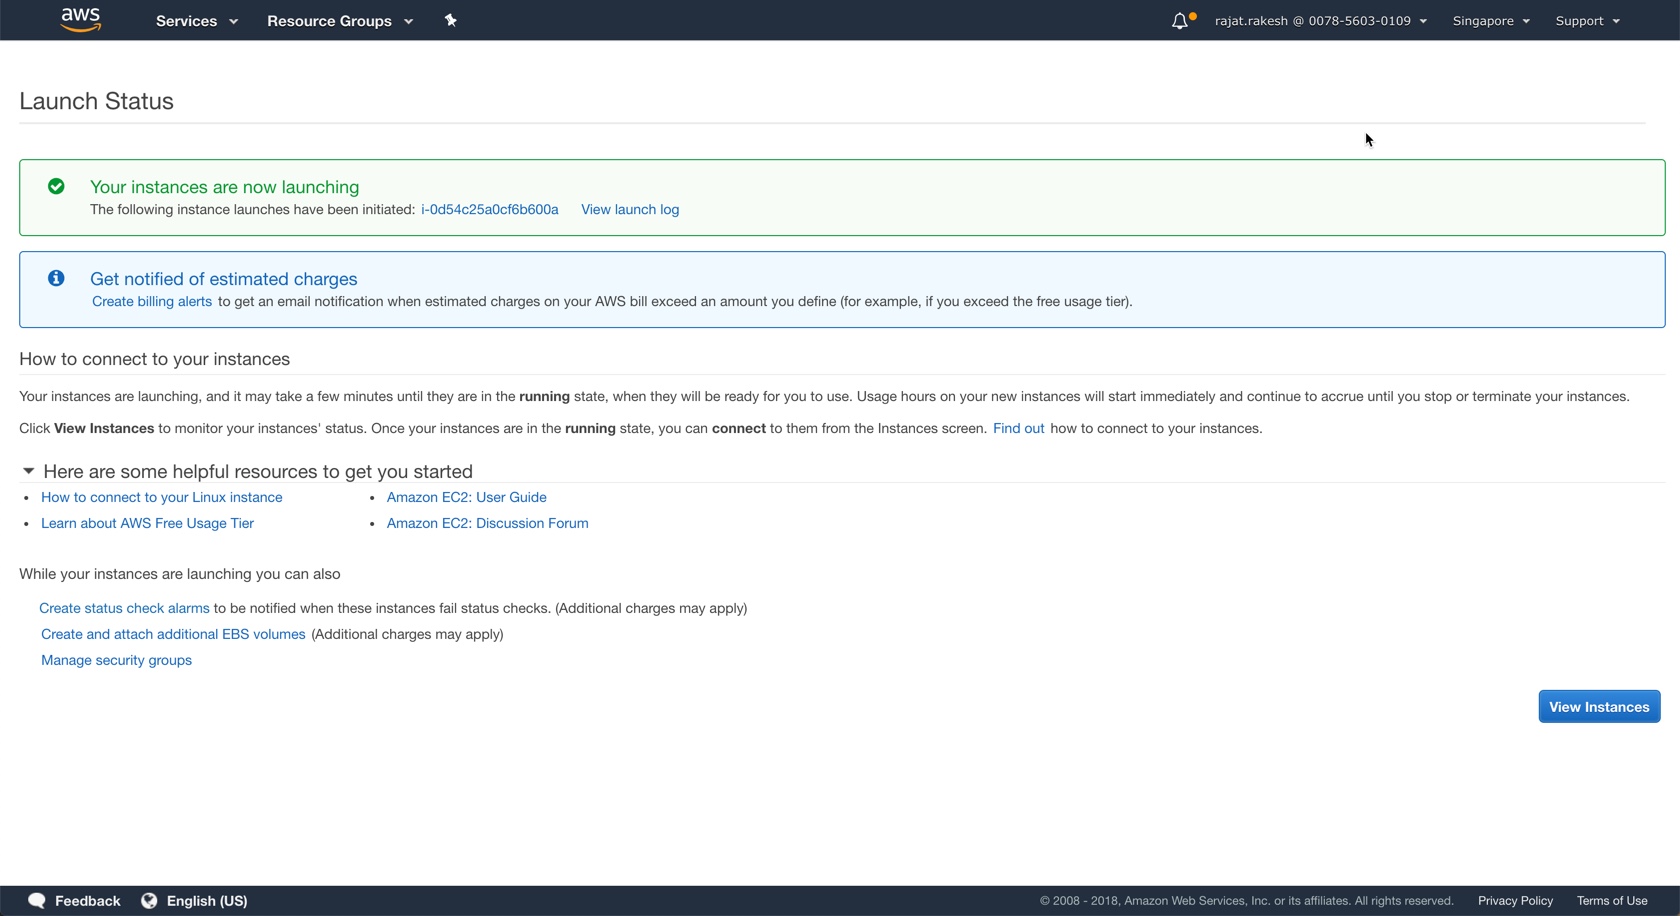 aws Services Resource Groups rajat.rakesh @ 0078-5603-0109 Singapore Support
Launch Status
Your instances are now launching
The following instance launches have been initiated: i-0d54c25a0cf6b600a View launch log
Get notified of estimated charges
Create billing alerts to get an email notification when estimated charges on your AWS bill exceed an amount you define (for example, if you exceed the free usage tier).
How to connect to your instances
Your instances are launching, and it may take a few minutes until they are in the running state, when they will be ready for you to use. Usage hours on your new instances will start immediately and continue to accrue until you stop or terminate your instances.
Click View Instances to monitor your instances' status. Once your instances are in the running state, you can connect to them from the Instances screen. Find out how to connect to your instances.
Here are some helpful resources to get you started
• How to connect to your Linux instance • Amazon EC2: User Guide
• Learn about AWS Free Usage Tier • Amazon EC2: Discussion Forum
While your instances are launching you can also
Create status check alarms to be notified when these instances fail status checks. (Additional charges may apply)
Create and attach additional EBS volumes (Additional charges may apply)
Manage security groups
View Instances
Feedback English (US) © 2008 - 2018, Amazon Web Services, Inc. or its affiliates. All rights reserved. Privacy Policy Terms of Use